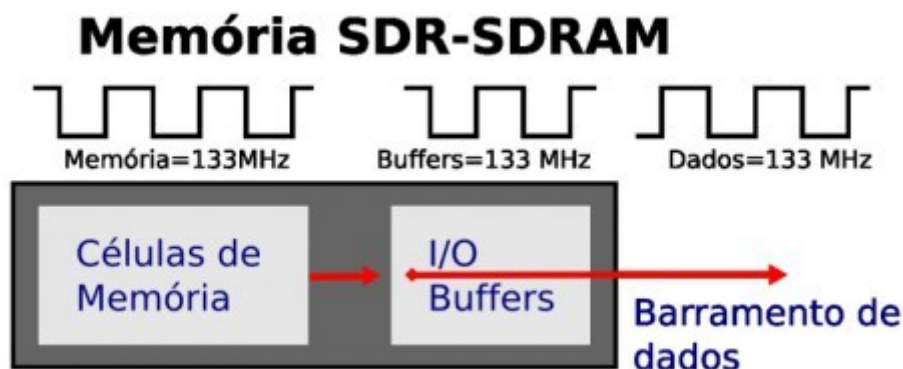 Memória SDR-SDRAM
Memória=133MHz
Buffers=133 MHz
Dados=133 MHz
Células de
Memória
I/O
Buffers
Barramento de
dados